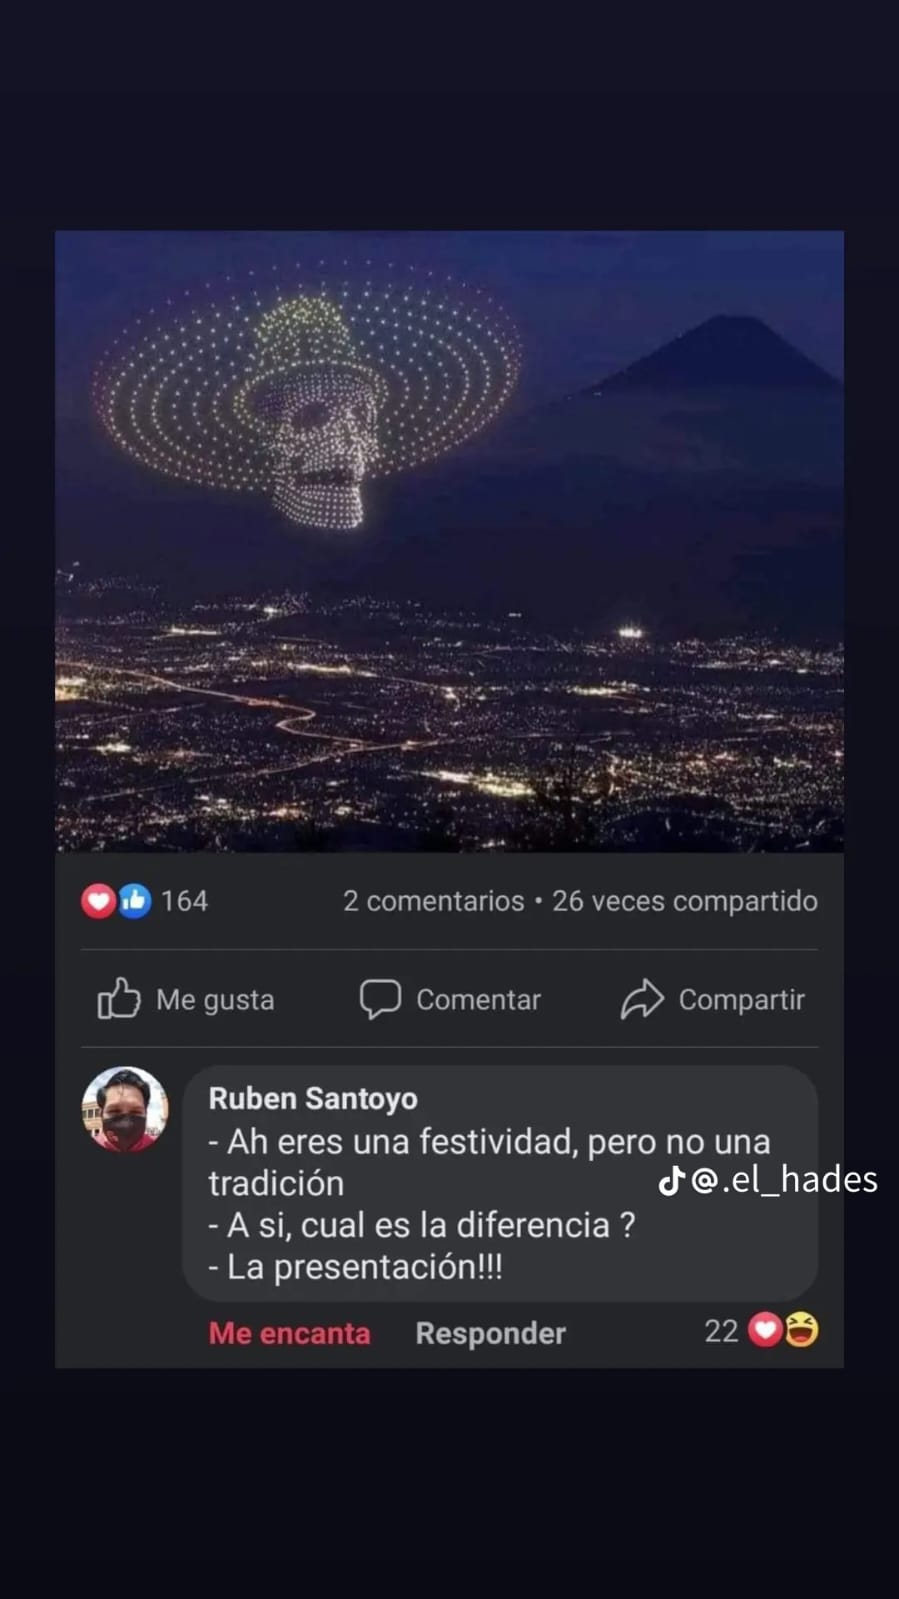 164
2 comentarios • 26 veces compartido
Me gusta
Comentar
Compartir
Ruben Santoyo
- Ah eres una festividad, pero no una
tradición
@.el_hades
- A si, cual es la diferencia ?
- La presentación!!!
Me encanta
Responder
22